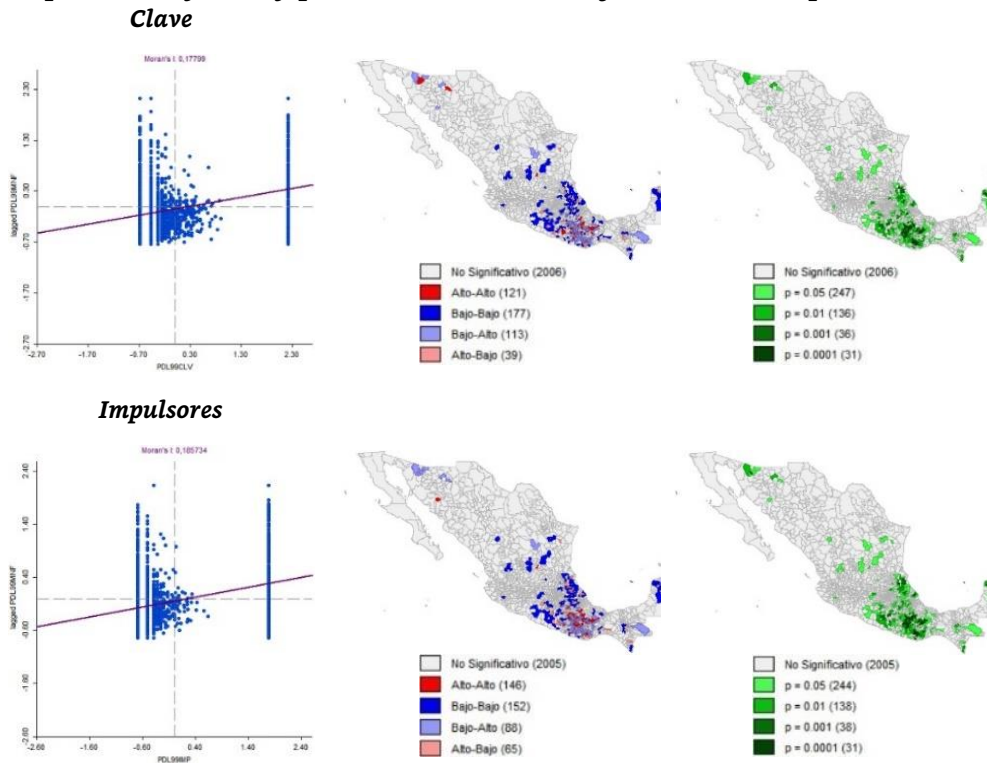 Clave
Moran's I: 0,17799
2.30
1.30
0.30
-0.70
-1.70
-2.70
lagged PDL99MNF
-2.70 -1.70 -0.70 0.30 1.30 2.30
PDL99CLV
No Significativo (2006)
Alto-Alto (121)
Bajo-Bajo (177)
Bajo-Alto (113)
Alto-Bajo (39)
No Significativo (2006)
p = 0.05 (247)
p = 0.01 (136)
p = 0.001 (36)
p = 0.0001 (31)
Impulsores
Moran's I: 0,185734
2.40
1.40
0.40
-0.60
-1.60
-2.60
lagged PDL99MNF
-2.60 -1.60 -0.60 0.40 1.40 2.40
PDL99IMP
No Significativo (2005)
Alto-Alto (146)
Bajo-Bajo (152)
Bajo-Alto (88)
Alto-Bajo (65)
No Significativo (2005)
p = 0.05 (244)
p = 0.01 (138)
p = 0.001 (38)
p = 0.0001 (31)